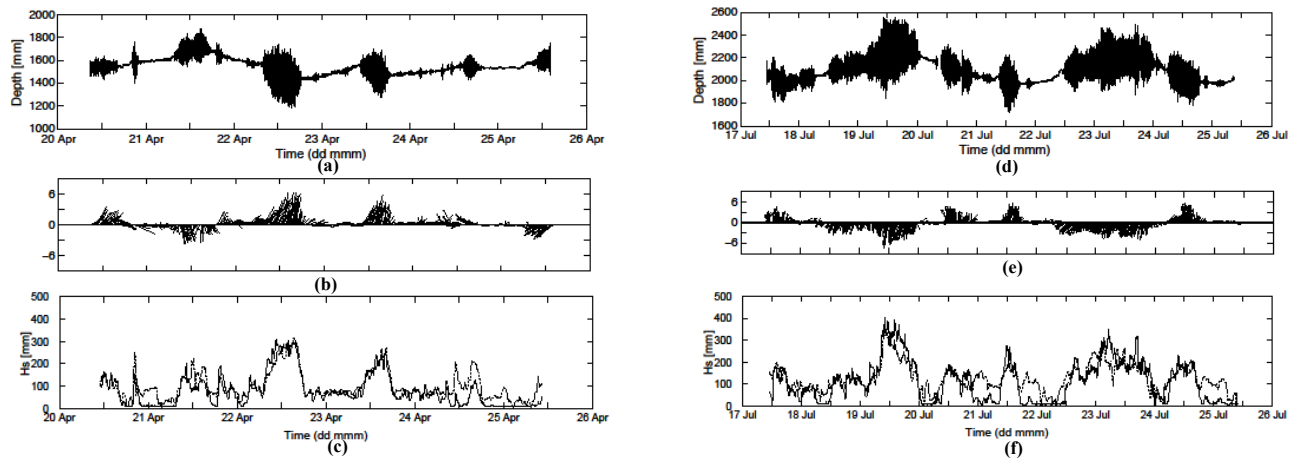 2000
1800
1600
1400
1200
1000
Depth [mm]
20 Apr 21 Apr 22 Apr 23 Apr 24 Apr 25 Apr 26 Apr
Time (dd mmm)
(a)
6
0
−6
(b)
500
400
300
200
100
0
Hs [mm]
20 Apr 21 Apr 22 Apr 23 Apr 24 Apr 25 Apr 26 Apr
Time (dd mmm)
(c)
2600
2400
2200
2000
1800
1600
Depth [mm]
17 Jul 18 Jul 19 Jul 20 Jul 21 Jul 22 Jul 23 Jul 24 Jul 25 Jul 26 Jul
Time (dd mmm)
(d)
6
0
−6
(e)
500
400
300
200
100
0
Hs [mm]
17 Jul 18 Jul 19 Jul 20 Jul 21 Jul 22 Jul 23 Jul 24 Jul 25 Jul 26 Jul
Time (dd mmm)
(f)